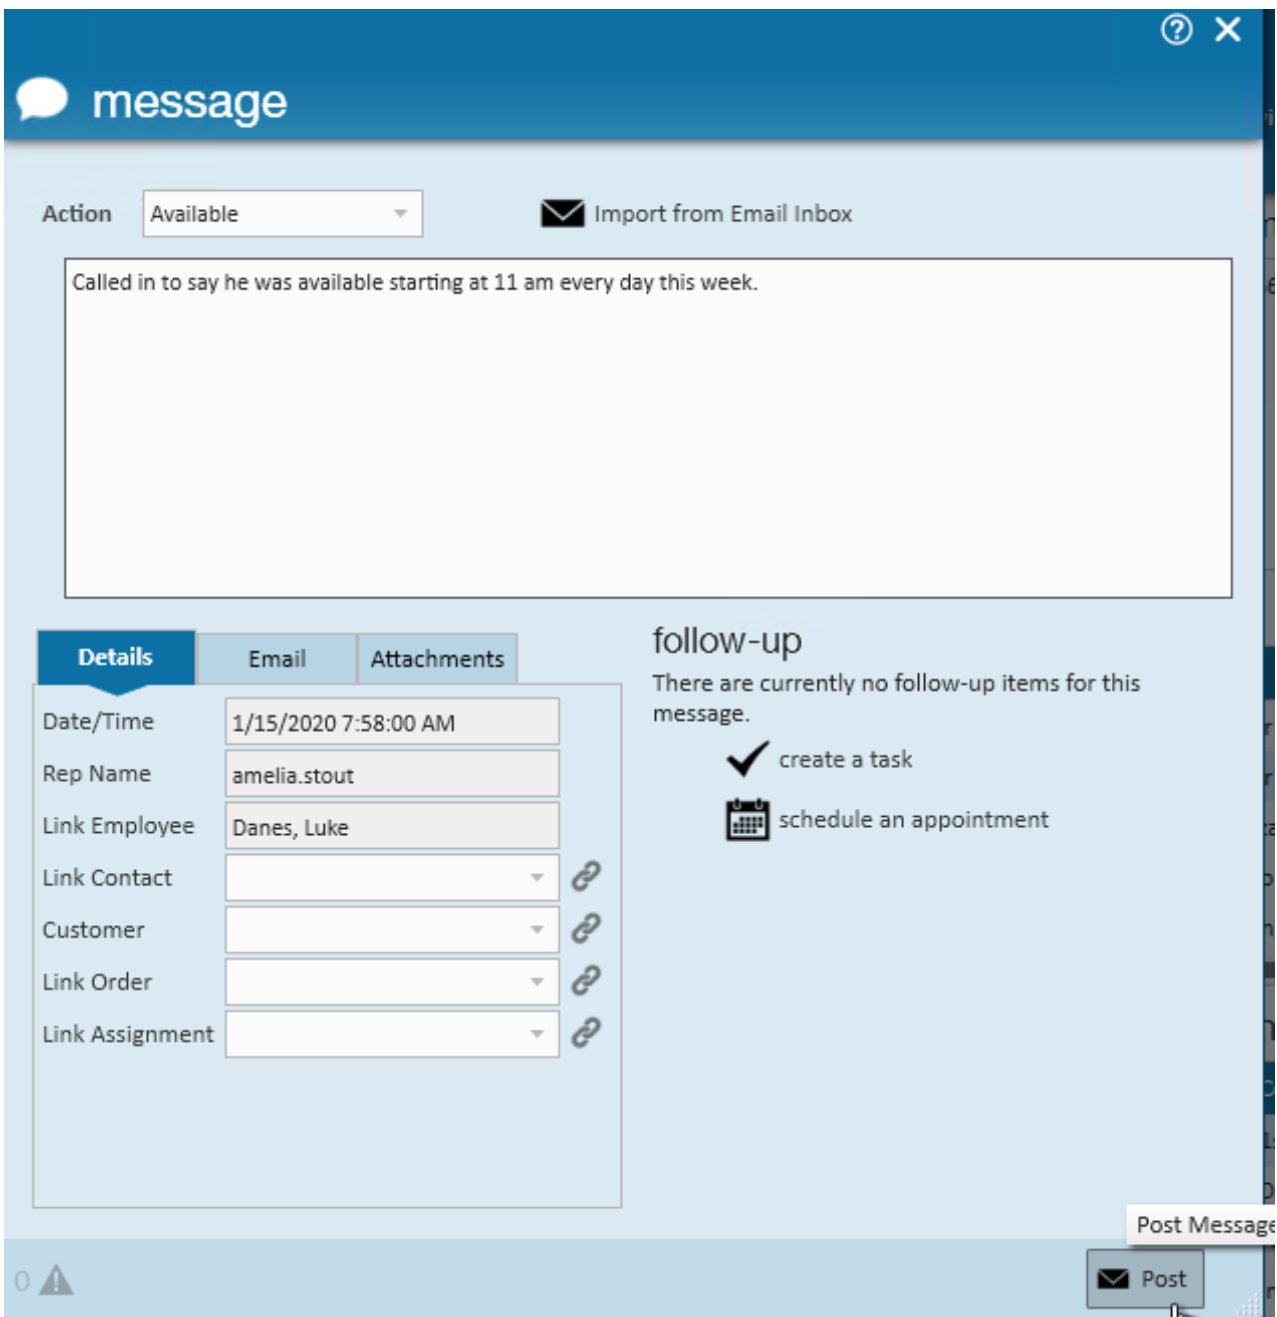 message
Action Available Import from Email Inbox
Called in to say he was available starting at 11 am every day this week.
Details Email Attachments
Date/Time 1/15/2020 7:58:00 AM
Rep Name amelia.stout
Link Employee Danes, Luke
Link Contact
Customer
Link Order
Link Assignment
follow-up
There are currently no follow-up items for this
message.
create a task
schedule an appointment
Post Message
0
Post